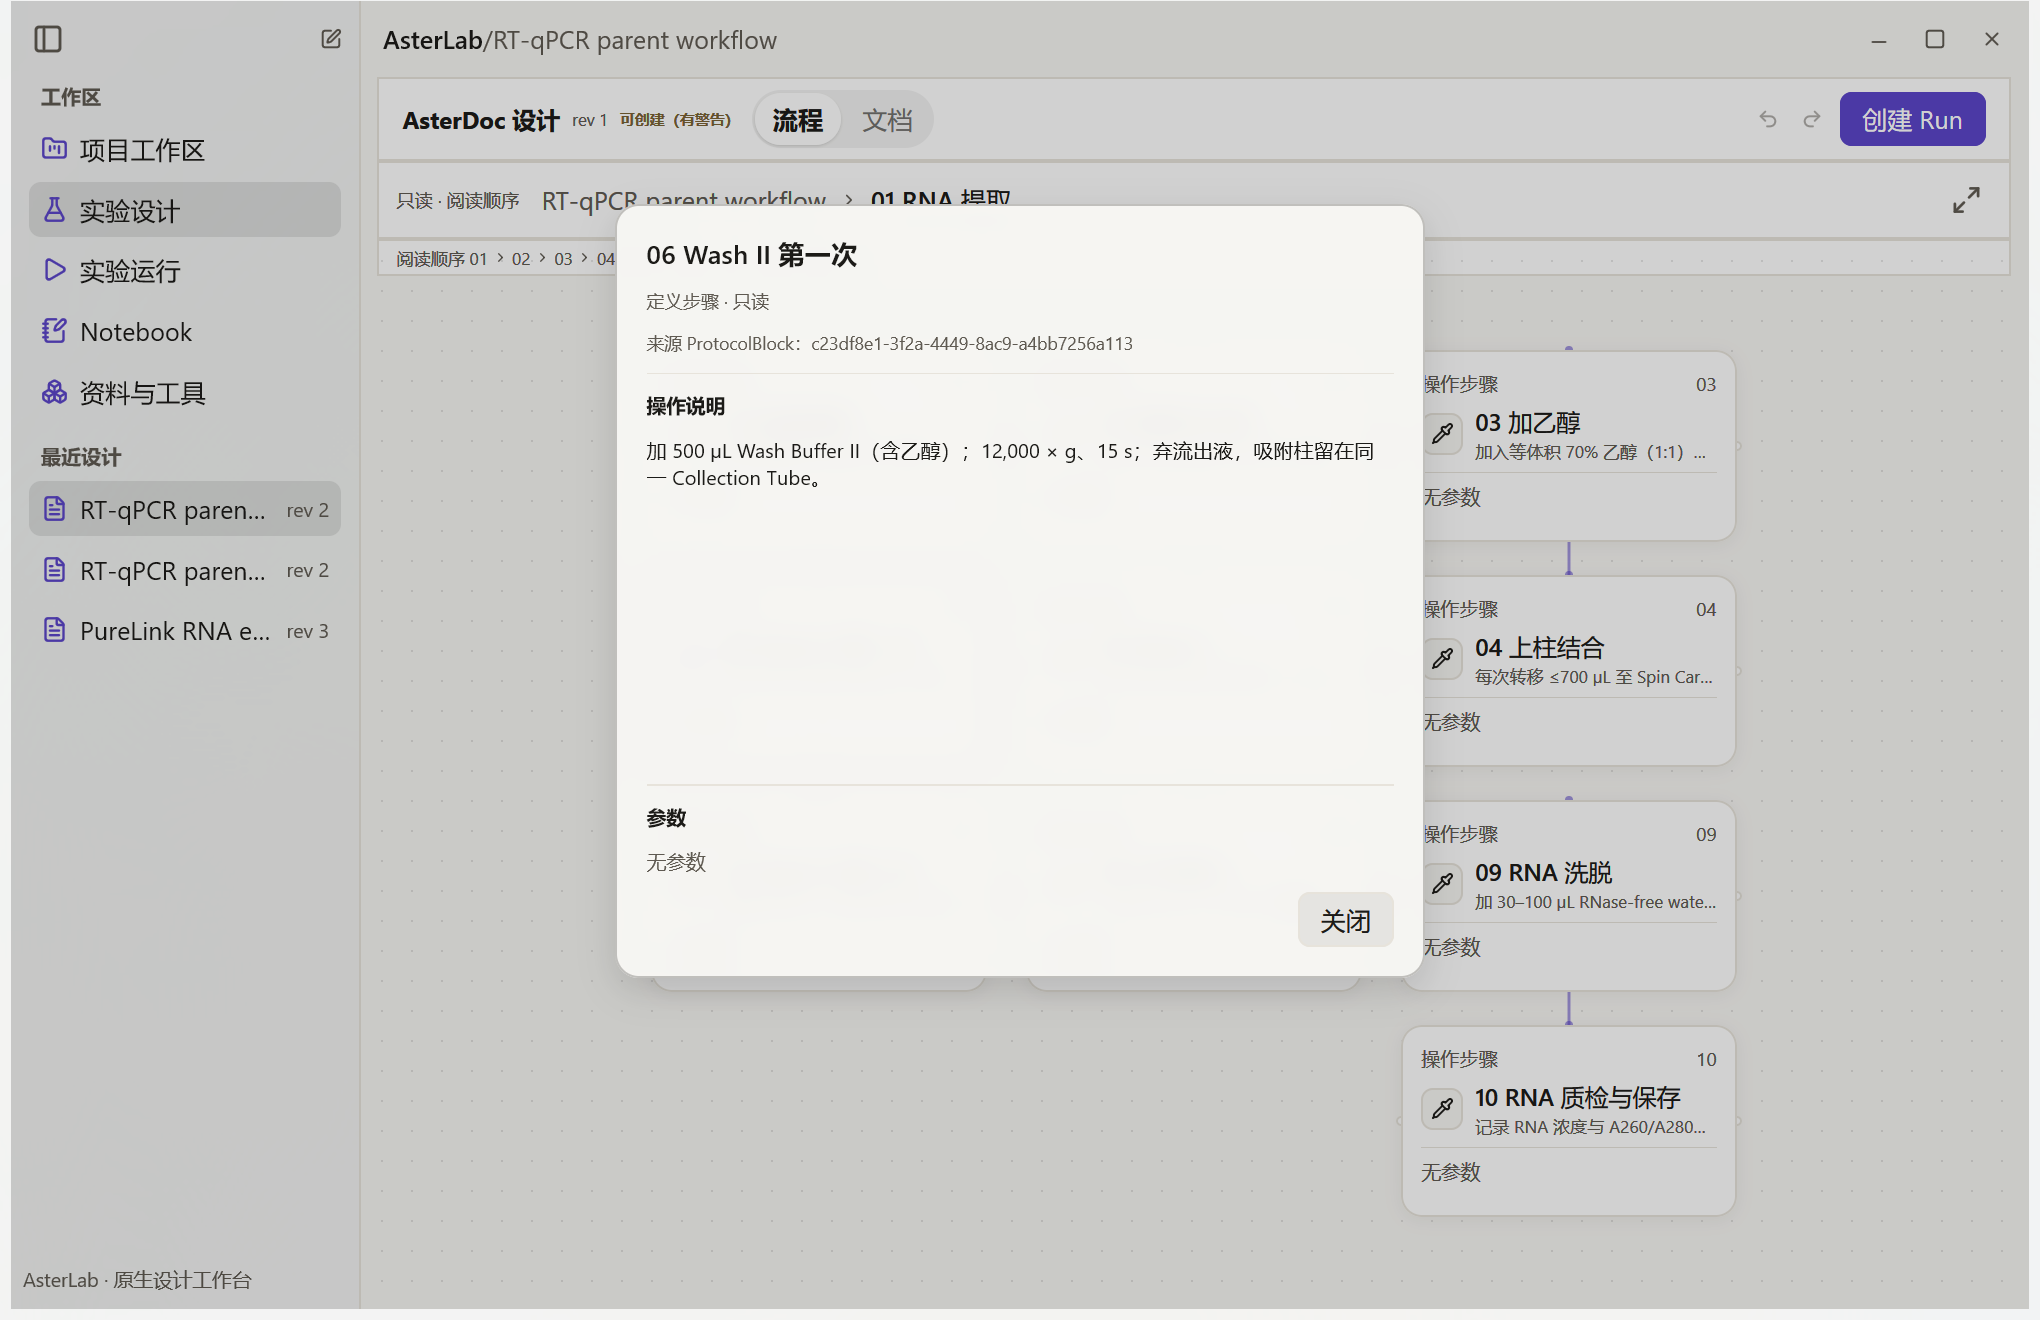 AsterLab/RT-qPCR parent workflow
工作区
项目工作区
实验设计
实验运行
Notebook
资料与工具
最近设计
RT-qPCR paren... rev 2
RT-qPCR paren... rev 2
PureLink RNA e... rev 3
AsterLab · 原生设计工作台
AsterDoc 设计 rev 1 可创建（有警告） 流程 文档 创建 Run
只读 · 阅读顺序 RT-qPCR parent workflow › 01 RNA 提取
阅读顺序 01 › 02 › 03 › 04
06 Wash II 第一次
定义步骤 · 只读
来源 ProtocolBlock：c23df8e1-3f2a-4449-8ac9-a4bb7256a113
操作说明
加 500 µL Wash Buffer II（含乙醇）；12,000 × g、15 s；弃流出液，吸附柱留在同
一 Collection Tube。
参数
无参数
关闭
操作步骤 03
03 加乙醇
加入等体积 70% 乙醇（1:1）...
无参数
操作步骤 04
04 上柱结合
每次转移 ≤700 µL 至 Spin Car...
无参数
操作步骤 09
09 RNA 洗脱
加 30–100 µL RNase-free wate...
无参数
操作步骤 10
10 RNA 质检与保存
记录 RNA 浓度与 A260/A280...
无参数